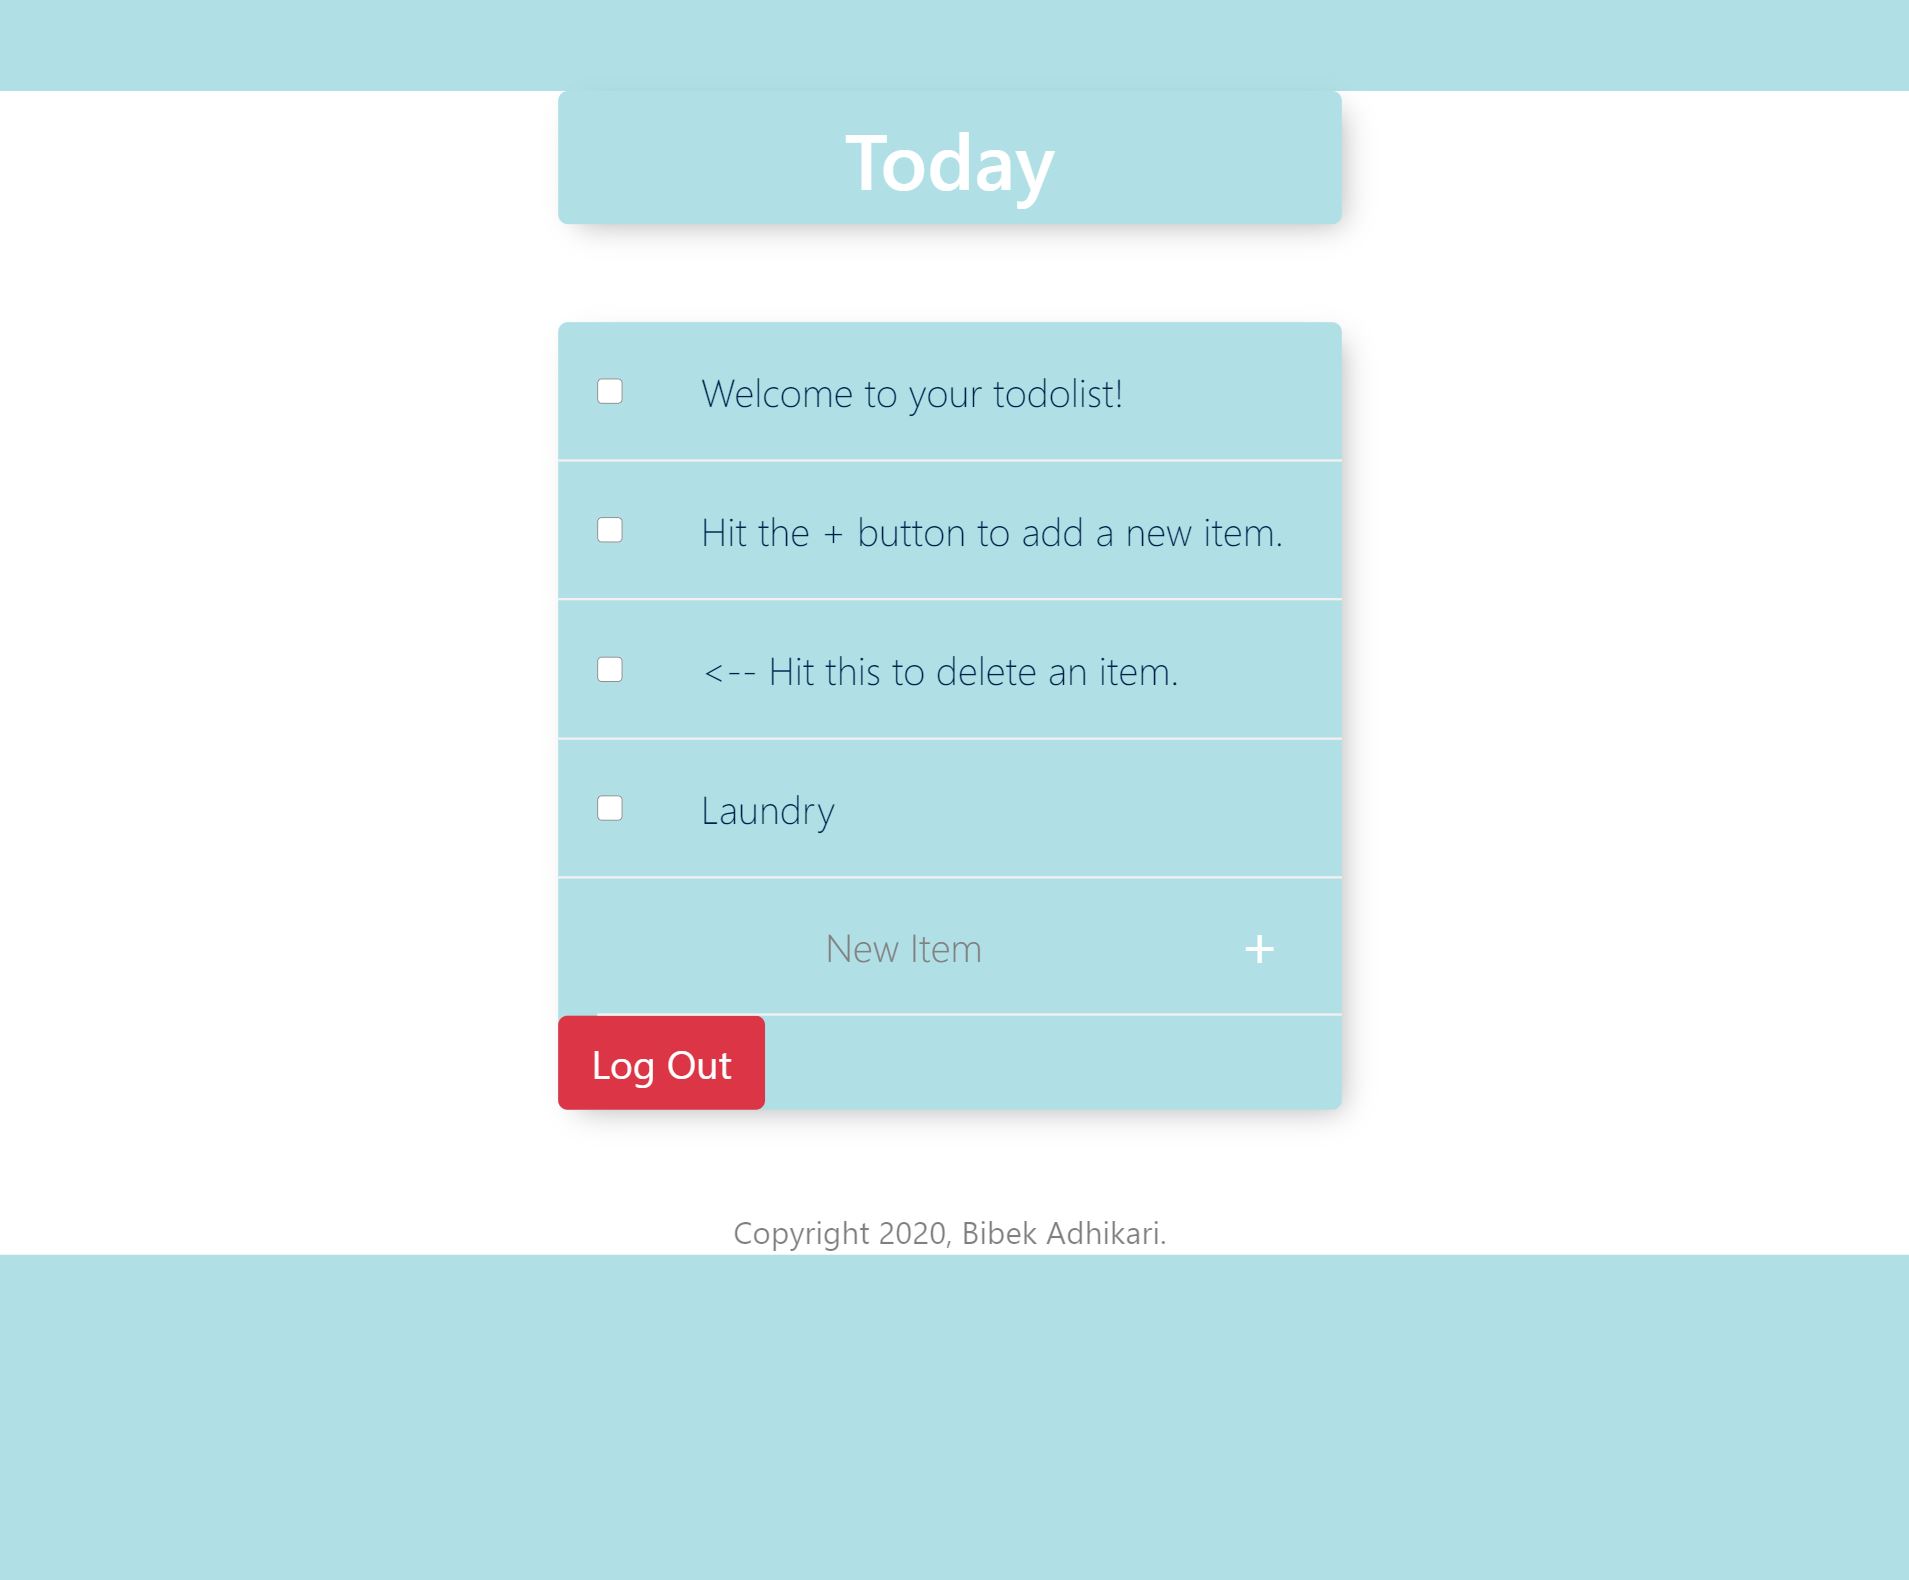 Today
Welcome to your todolist!
Hit the + button to add a new item.
<-- Hit this to delete an item.
Laundry
New Item +
Log Out
Copyright 2020, Bibek Adhikari.